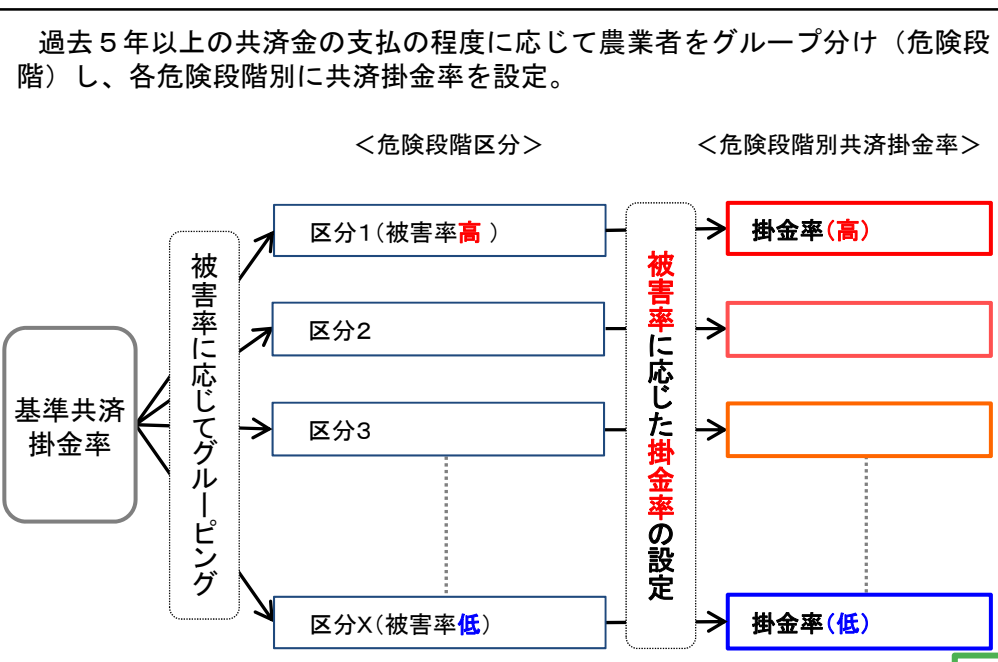 過去５年以上の共済金の支払の程度に応じて農業者をグループ分け（危険段
階）し、各危険段階別に共済掛金率を設定。
＜危険段階区分＞
＜危険段階別共済掛金率＞
基準共済
掛金率
被害率に応じてグルーピング
区分1（被害率高 ）
区分2
区分3
区分X（被害率低）
被害率に応じた掛金率の設定
掛金率（高）
掛金率（低）